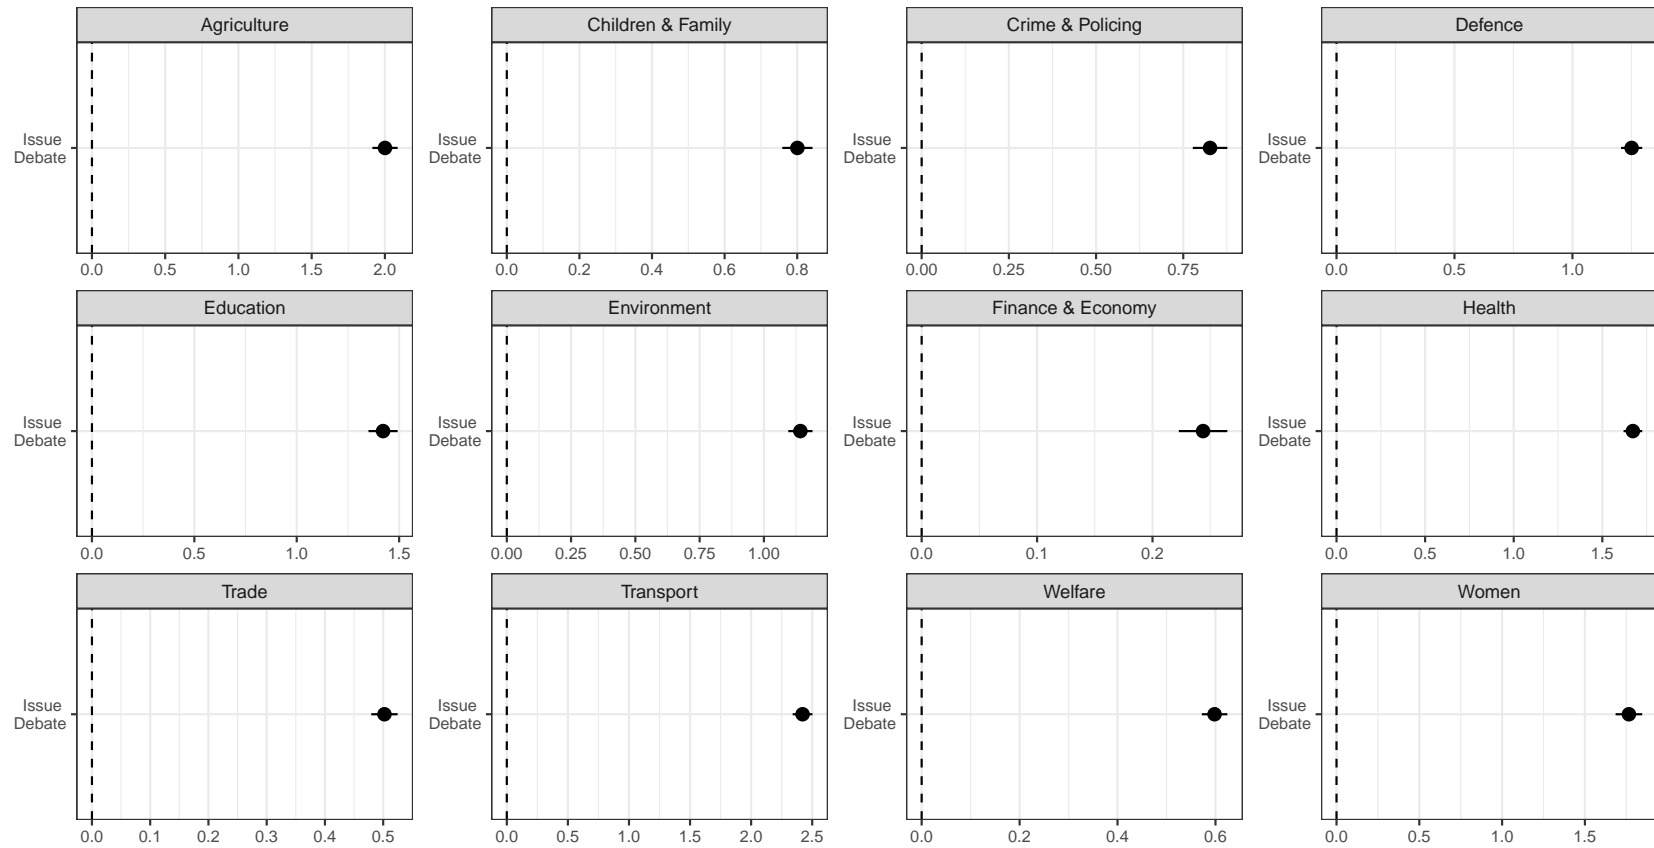 Agriculture
Children & Family
Crime & Policing
Defence
Issue
Debate
Issue
Debate
Issue
Debate
Issue
Debate
0.0 0.5 1.0 1.5 2.0
0.0 0.2 0.4 0.6 0.8
0.00 0.25 0.50 0.75
0.0 0.5 1.0
Education
Environment
Finance & Economy
Health
Issue
Debate
Issue
Debate
Issue
Debate
Issue
Debate
0.0 0.5 1.0 1.5
0.00 0.25 0.50 0.75 1.00
0.0 0.1 0.2
0.0 0.5 1.0 1.5
Trade
Transport
Welfare
Women
Issue
Debate
Issue
Debate
Issue
Debate
Issue
Debate
0.0 0.1 0.2 0.3 0.4 0.5
0.0 0.5 1.0 1.5 2.0 2.5
0.0 0.2 0.4 0.6
0.0 0.5 1.0 1.5